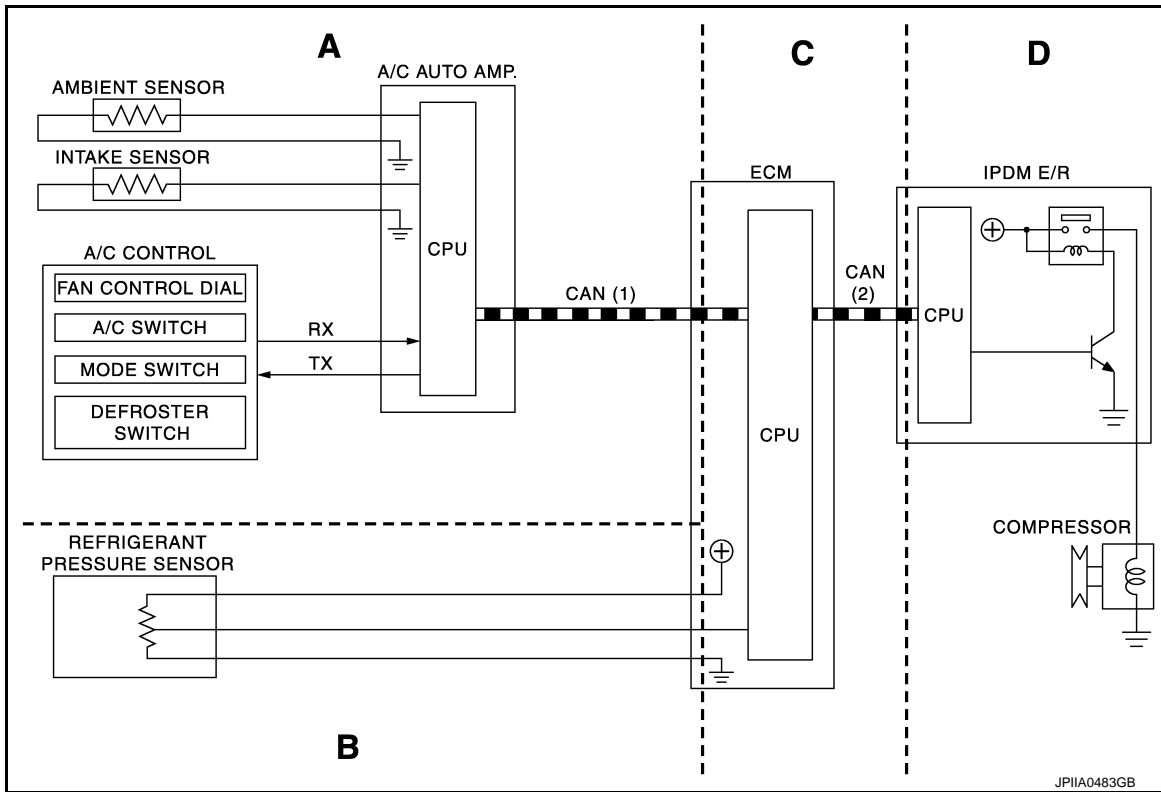 A
C
D
A/C AUTO AMP.
AMBIENT SENSOR
INTAKE SENSOR
CPU
A/C CONTROL
FAN CONTROL DIAL
A/C SWITCH
MODE SWITCH
DEFROSTER
SWITCH
RX
TX
CAN (1)
ECM
CPU
CAN
(2)
IPDM E/R
CPU
COMPRESSOR
REFRIGERANT
PRESSURE SENSOR
B
JPIIA0483GB